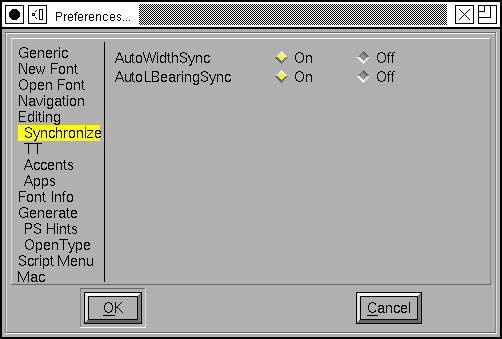 Preferences...
Generic
New Font
Open Font
Navigation
Editing
Synchronize
TT
Accents
Apps
Font Info
Generate
PS Hints
OpenType
Script Menu
Mac
AutoWidthSync On Off
AutoLBearingSync On Off
OK Cancel